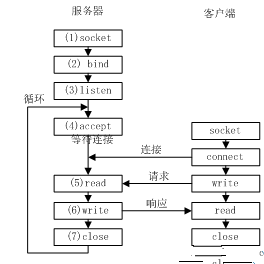 服务器
客户端
(1)socket
(2) bind
(3)listen
循环
(4)accept
等待连接
socket
连接
connect
请求
(5)read
write
响应
(6)write
read
(7)close
close